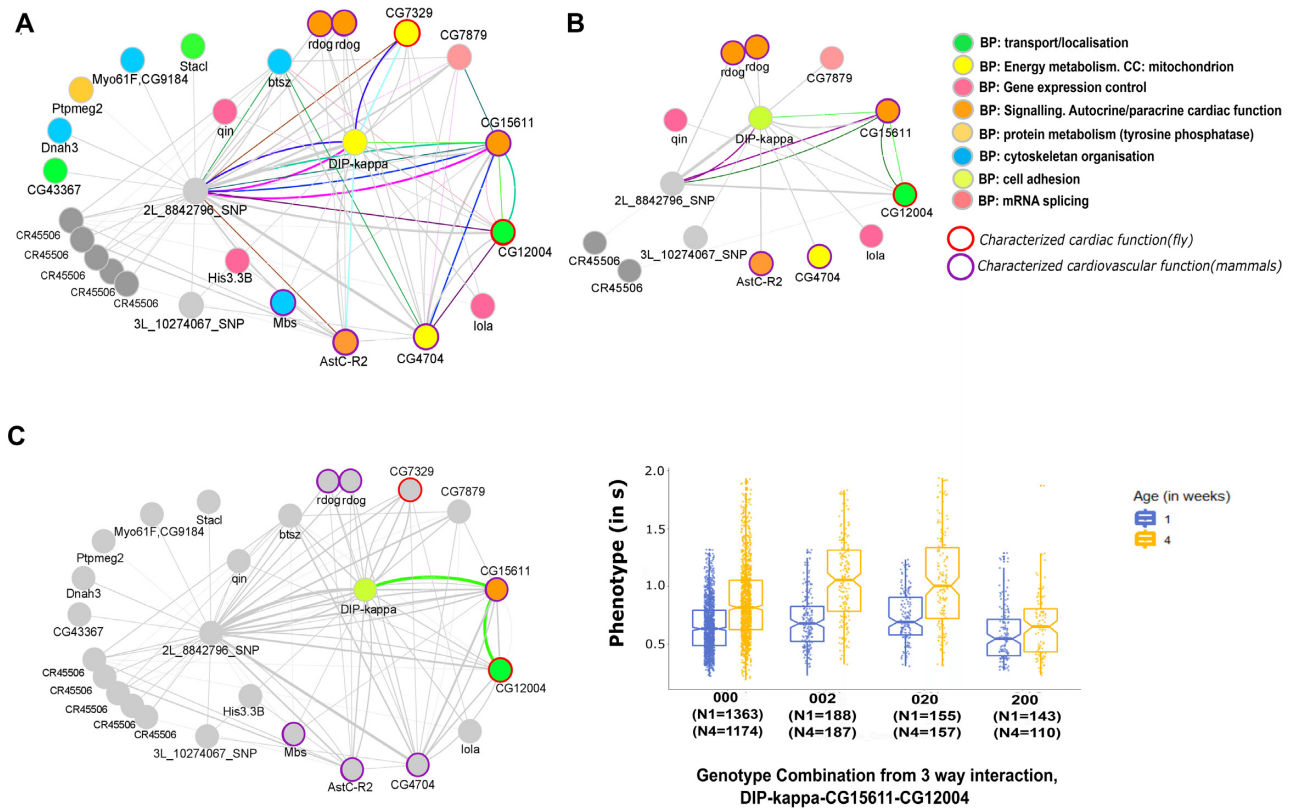 A
rdog rdog
CG7329
CG7879
Stacl
Myo61F,CG9184
btsz
Ptpmeg2
qin
CG15611
Dnah3
DIP-kappa
CG43367
2L_8842796_SNP
CR45506
CR45506
CR45506
CR45506
CR45506
CG12004
His3.3B
3L_10274067_SNP
Mbs
lola
AstC-R2
CG4704
B
rdog
rdog
CG7879
CG15611
qin
DIP-kappa
2L_8842796_SNP
CG12004
3L_10274067_SNP
lola
CR45506
CR45506
AstC-R2
CG4704
BP: transport/localisation
BP: Energy metabolism. CC: mitochondrion
BP: Gene expression control
BP: Signalling. Autocrine/paracrine cardiac function
BP: protein metabolism (tyrosine phosphatase)
BP: cytoskeletan organisation
BP: cell adhesion
BP: mRNA splicing
Characterized cardiac function(fly)
Characterized cardiovascular function(mammals)
C
CG7329
rdog rdog
CG7879
Stacl
Myo61F,CG9184
btsz
Ptpmeg2
qin
CG15611
Dnah3
DIP-kappa
CG43367
2L_8842796_SNP
CR45506
CR45506
CR45506
CR45506
CR45506
CG12004
His3.3B
3L_10274067_SNP
Mbs
lola
AstC-R2
CG4704
Phenotype (in s)
2.0
1.5
1.0
0.5
000 002 020 200
(N1=1363) (N1=188) (N1=155) (N1=143)
(N4=1174) (N4=187) (N4=157) (N4=110)
Genotype Combination from 3 way interaction,
DIP-kappa-CG15611-CG12004
Age (in weeks)
1
4